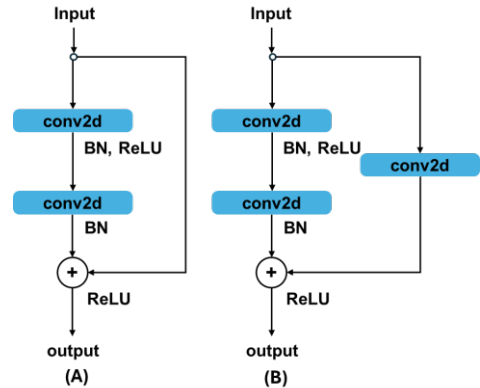 Input
conv2d
BN, ReLU
conv2d
BN
+
ReLU
output
(A)
Input
conv2d
BN, ReLU
conv2d
conv2d
BN
+
ReLU
output
(B)